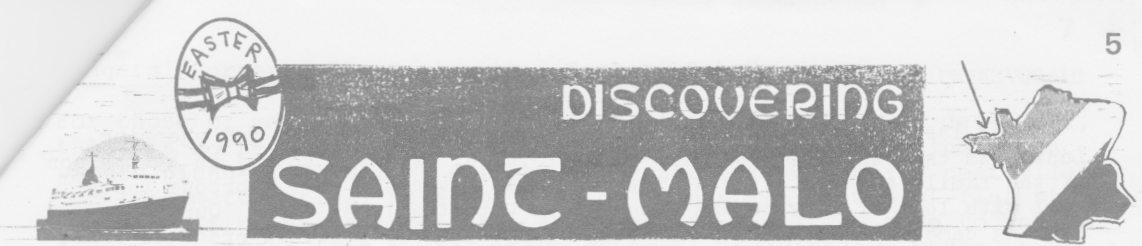 5
EASTER
1990
DISCOVERING
SAINT-MALO